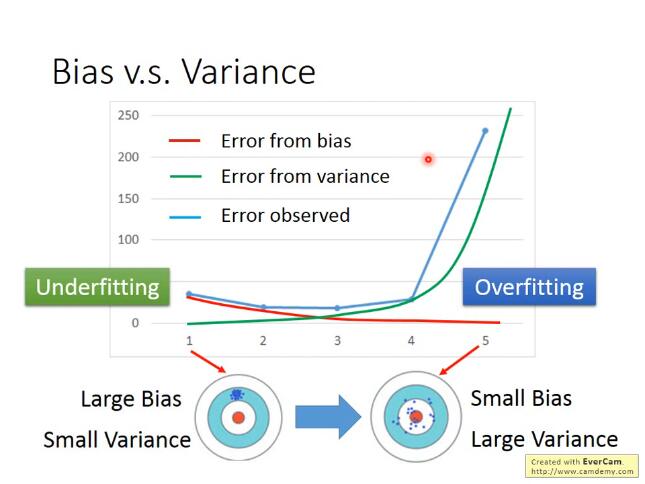 Bias v.s. Variance
250
200
150
100
0
Error from bias
Error from variance
Error observed
Underfitting
Overfitting
1 2 3 4 5
Large Bias
Small Variance
Small Bias
Large Variance
Created with EverCam.
http://www.camdemy.com